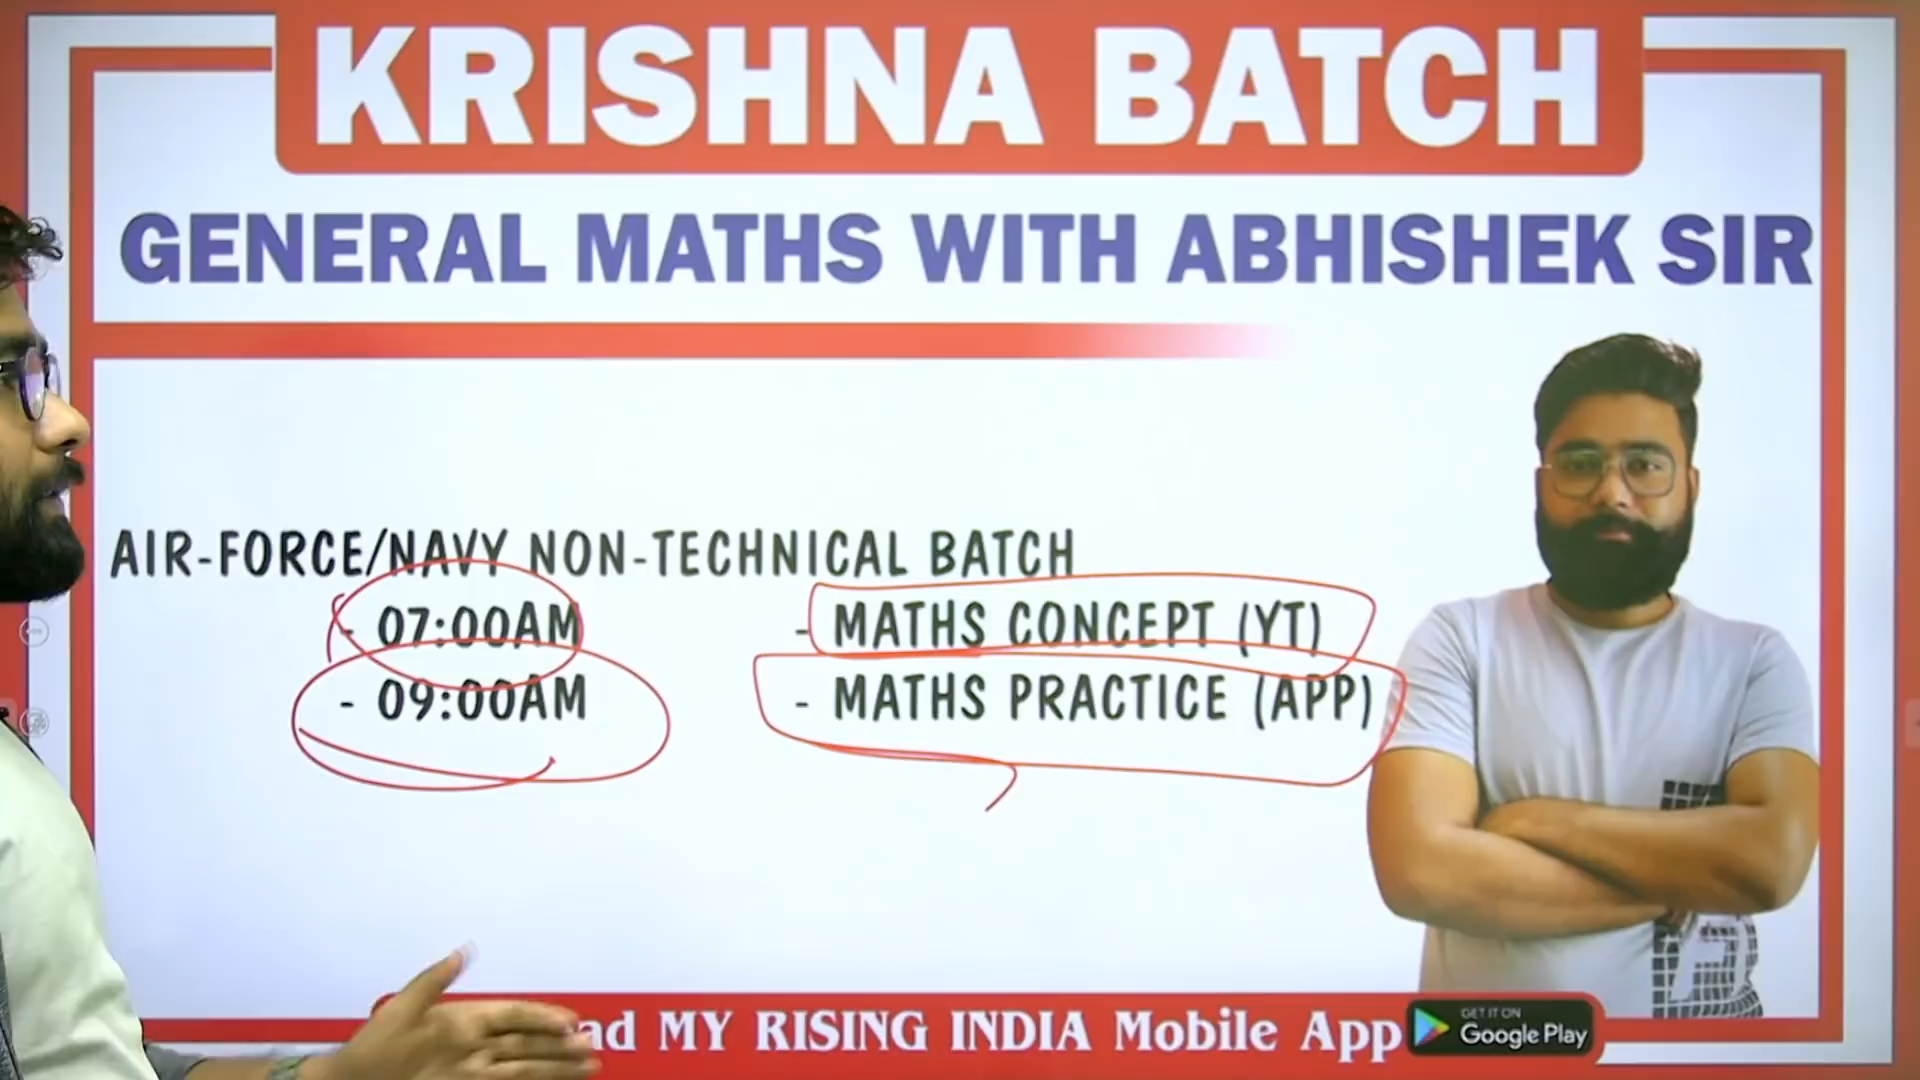 KRISHNA BATCH
GENERAL MATHS WITH ABHISHEK SIR
AIR-FORCE/NAVY NON-TECHNICAL BATCH
- 07:00AM - MATHS CONCEPT (YT)
- 09:00AM - MATHS PRACTICE (APP)
MY RISING INDIA Mobile App
GET IT ON
Google Play